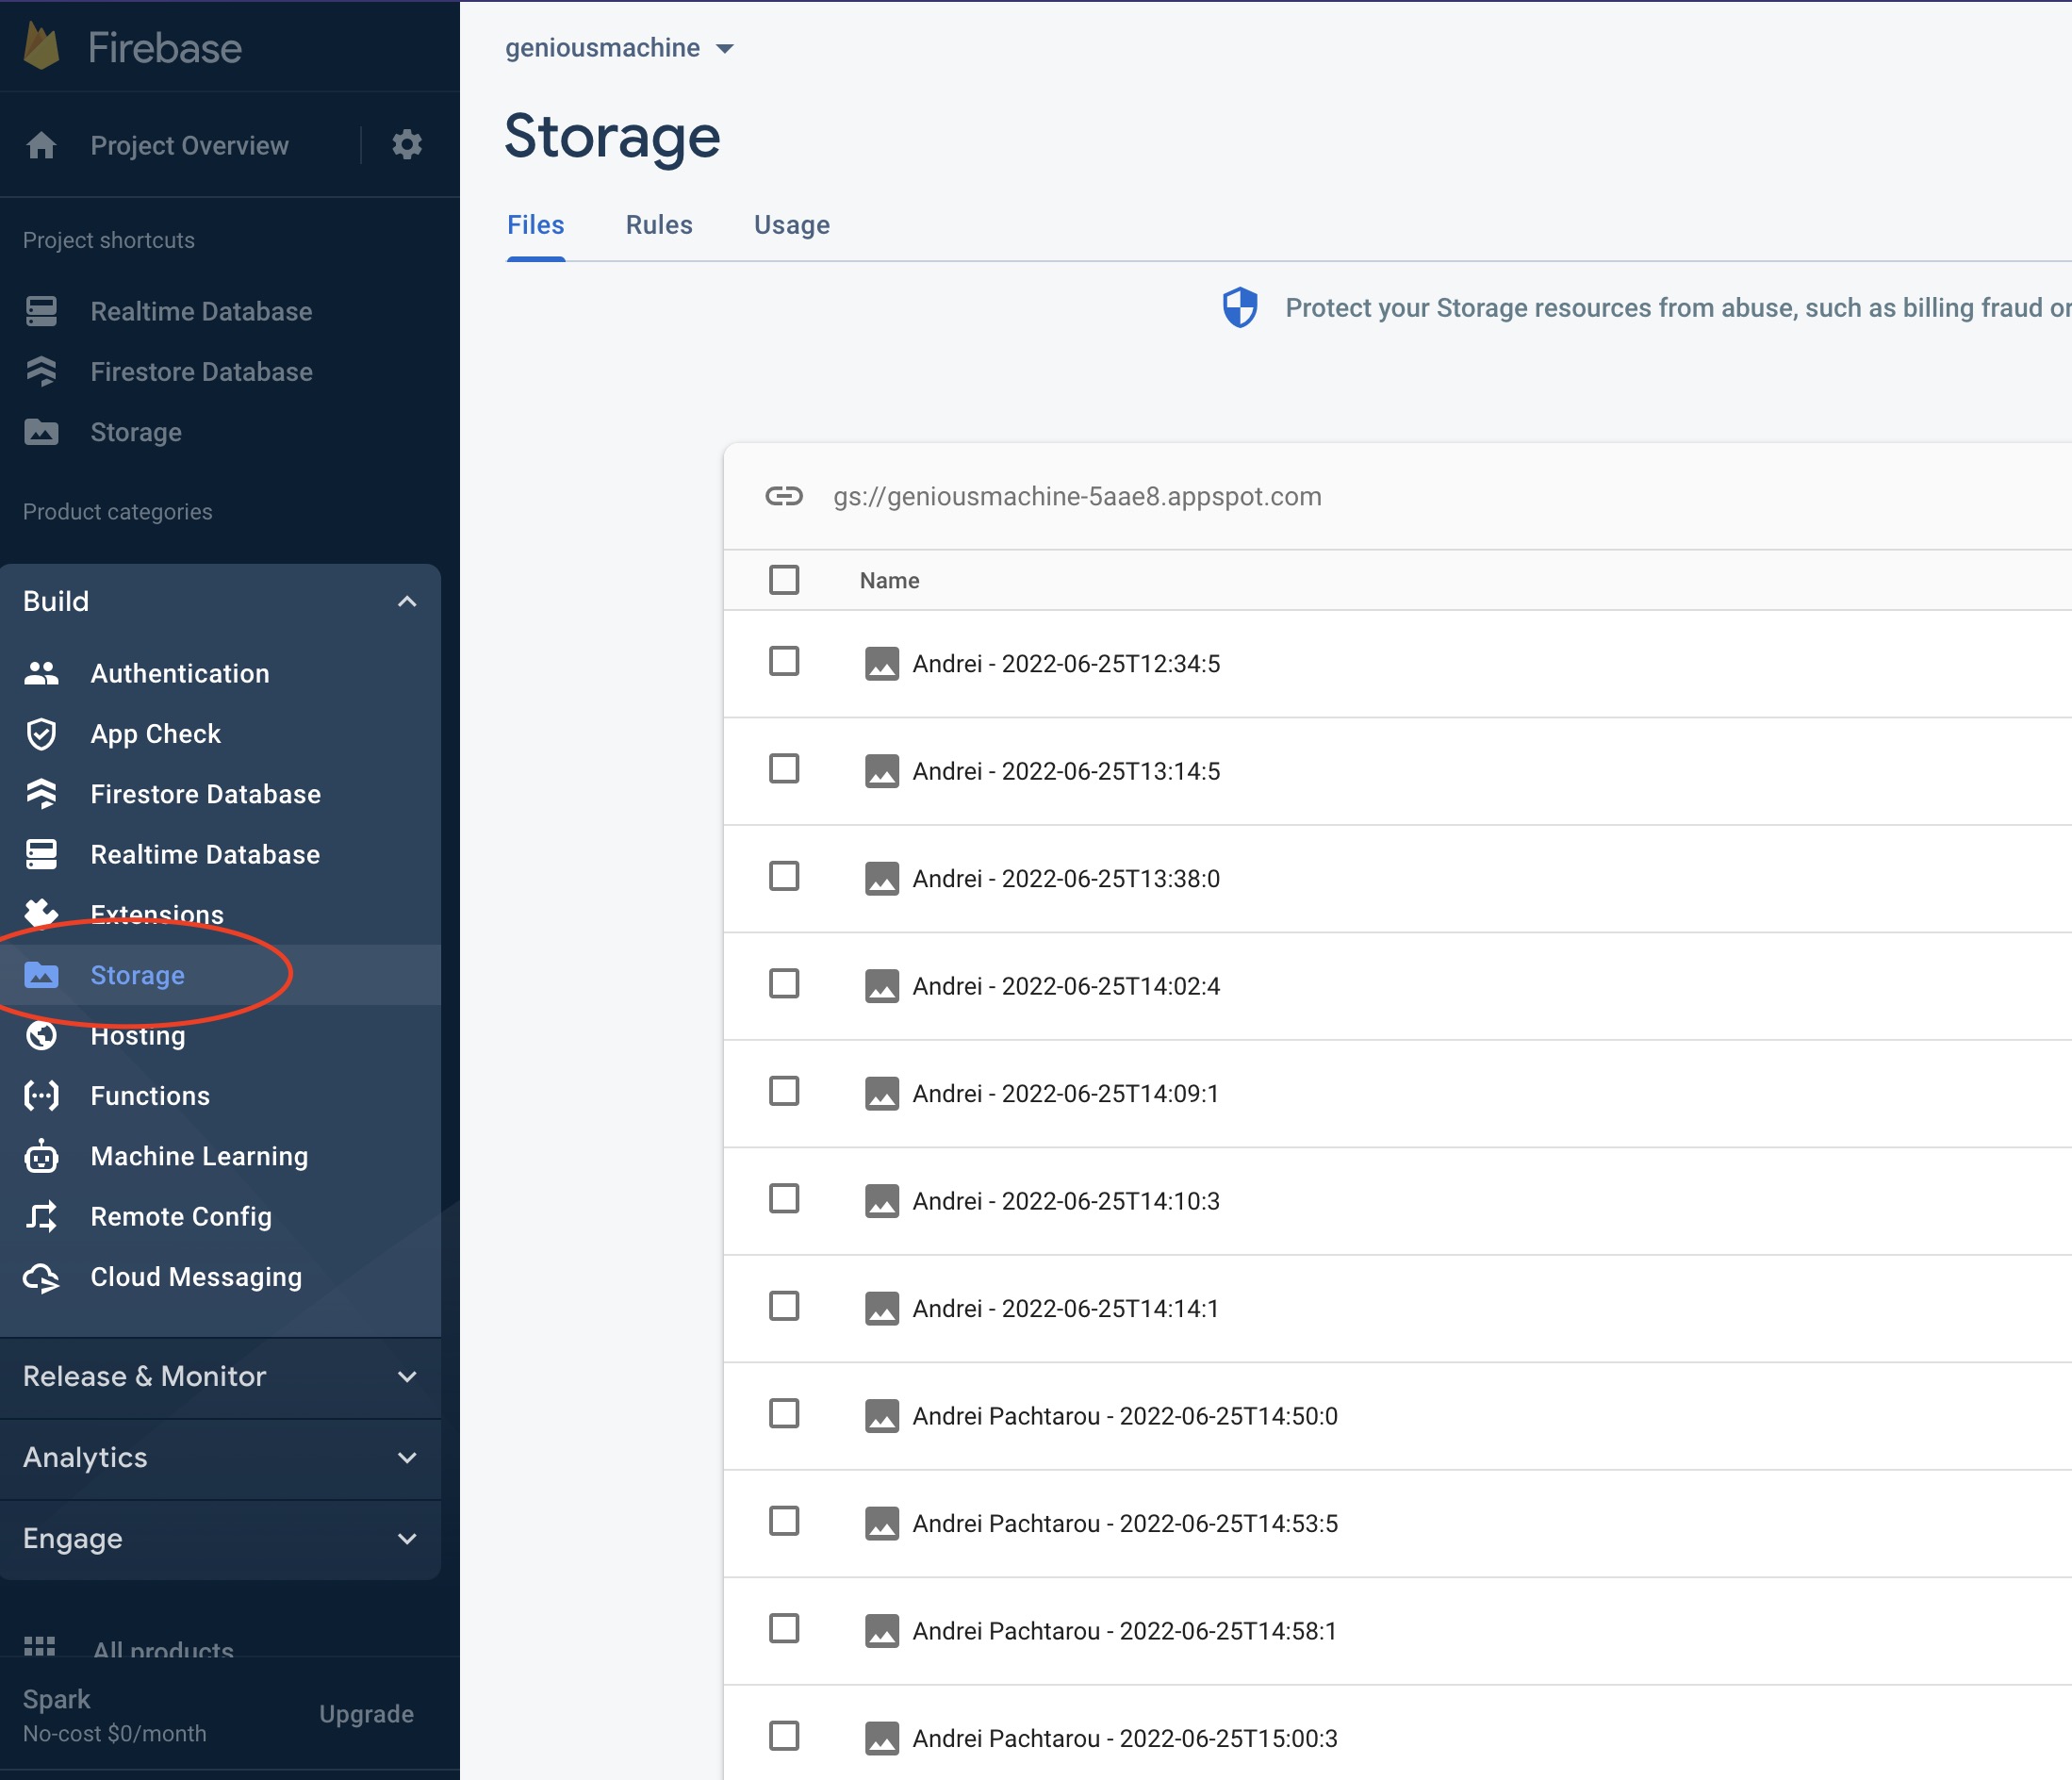 Firebase
Project Overview
Project shortcuts
Realtime Database
Firestore Database
Storage
Product categories
Build
Authentication
App Check
Firestore Database
Realtime Database
Extensions
Storage
Hosting
Functions
Machine Learning
Remote Config
Cloud Messaging
Release & Monitor
Analytics
Engage
All products
Spark
No-cost $0/month
Upgrade
geniousmachine
Storage
Files Rules Usage
Protect your Storage resources from abuse, such as billing fraud or
gs://geniousmachine-5aae8.appspot.com
Name
Andrei - 2022-06-25T12:34:5
Andrei - 2022-06-25T13:14:5
Andrei - 2022-06-25T13:38:0
Andrei - 2022-06-25T14:02:4
Andrei - 2022-06-25T14:09:1
Andrei - 2022-06-25T14:10:3
Andrei - 2022-06-25T14:14:1
Andrei Pachtarou - 2022-06-25T14:50:0
Andrei Pachtarou - 2022-06-25T14:53:5
Andrei Pachtarou - 2022-06-25T14:58:1
Andrei Pachtarou - 2022-06-25T15:00:3